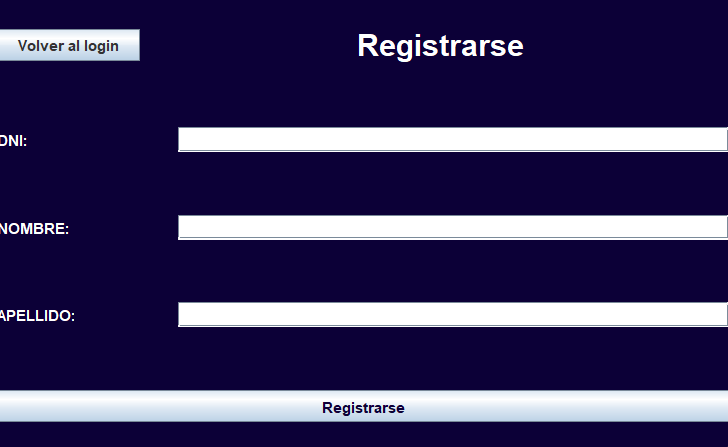 Volver al login
Registrarse
DNI:
NOMBRE:
APELLIDO:
Registrarse